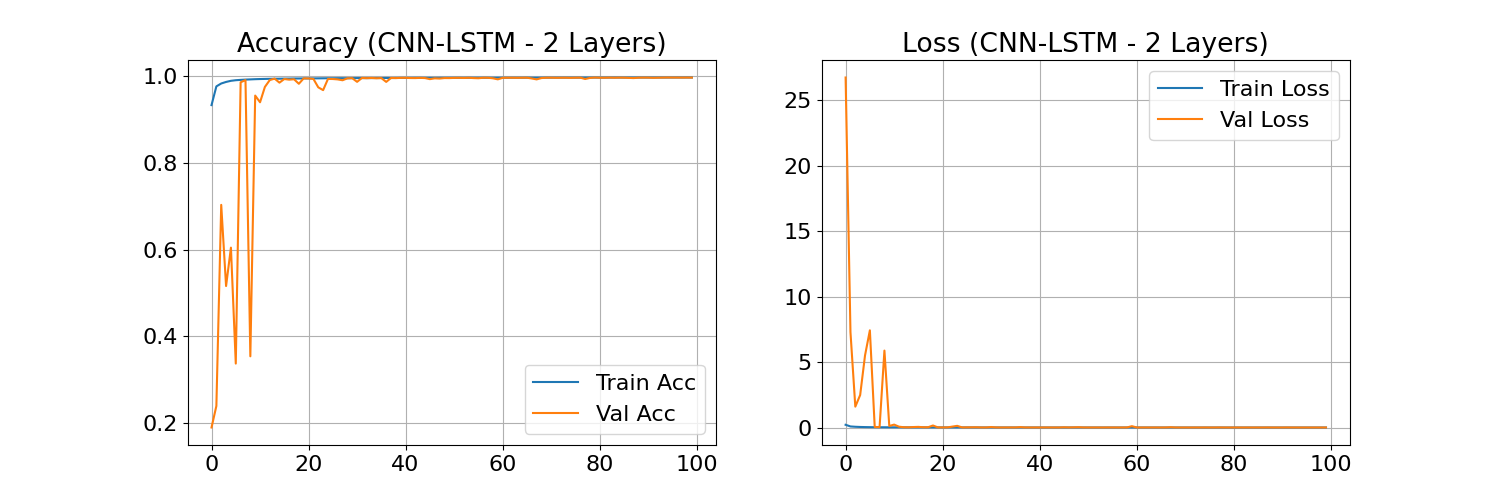 Accuracy (CNN-LSTM - 2 Layers)
1.0
0.8
0.6
0.4
0.2
0 20 40 60 80 100
Train Acc
Val Acc
Loss (CNN-LSTM - 2 Layers)
25
20
15
10
5
0
0 20 40 60 80 100
Train Loss
Val Loss